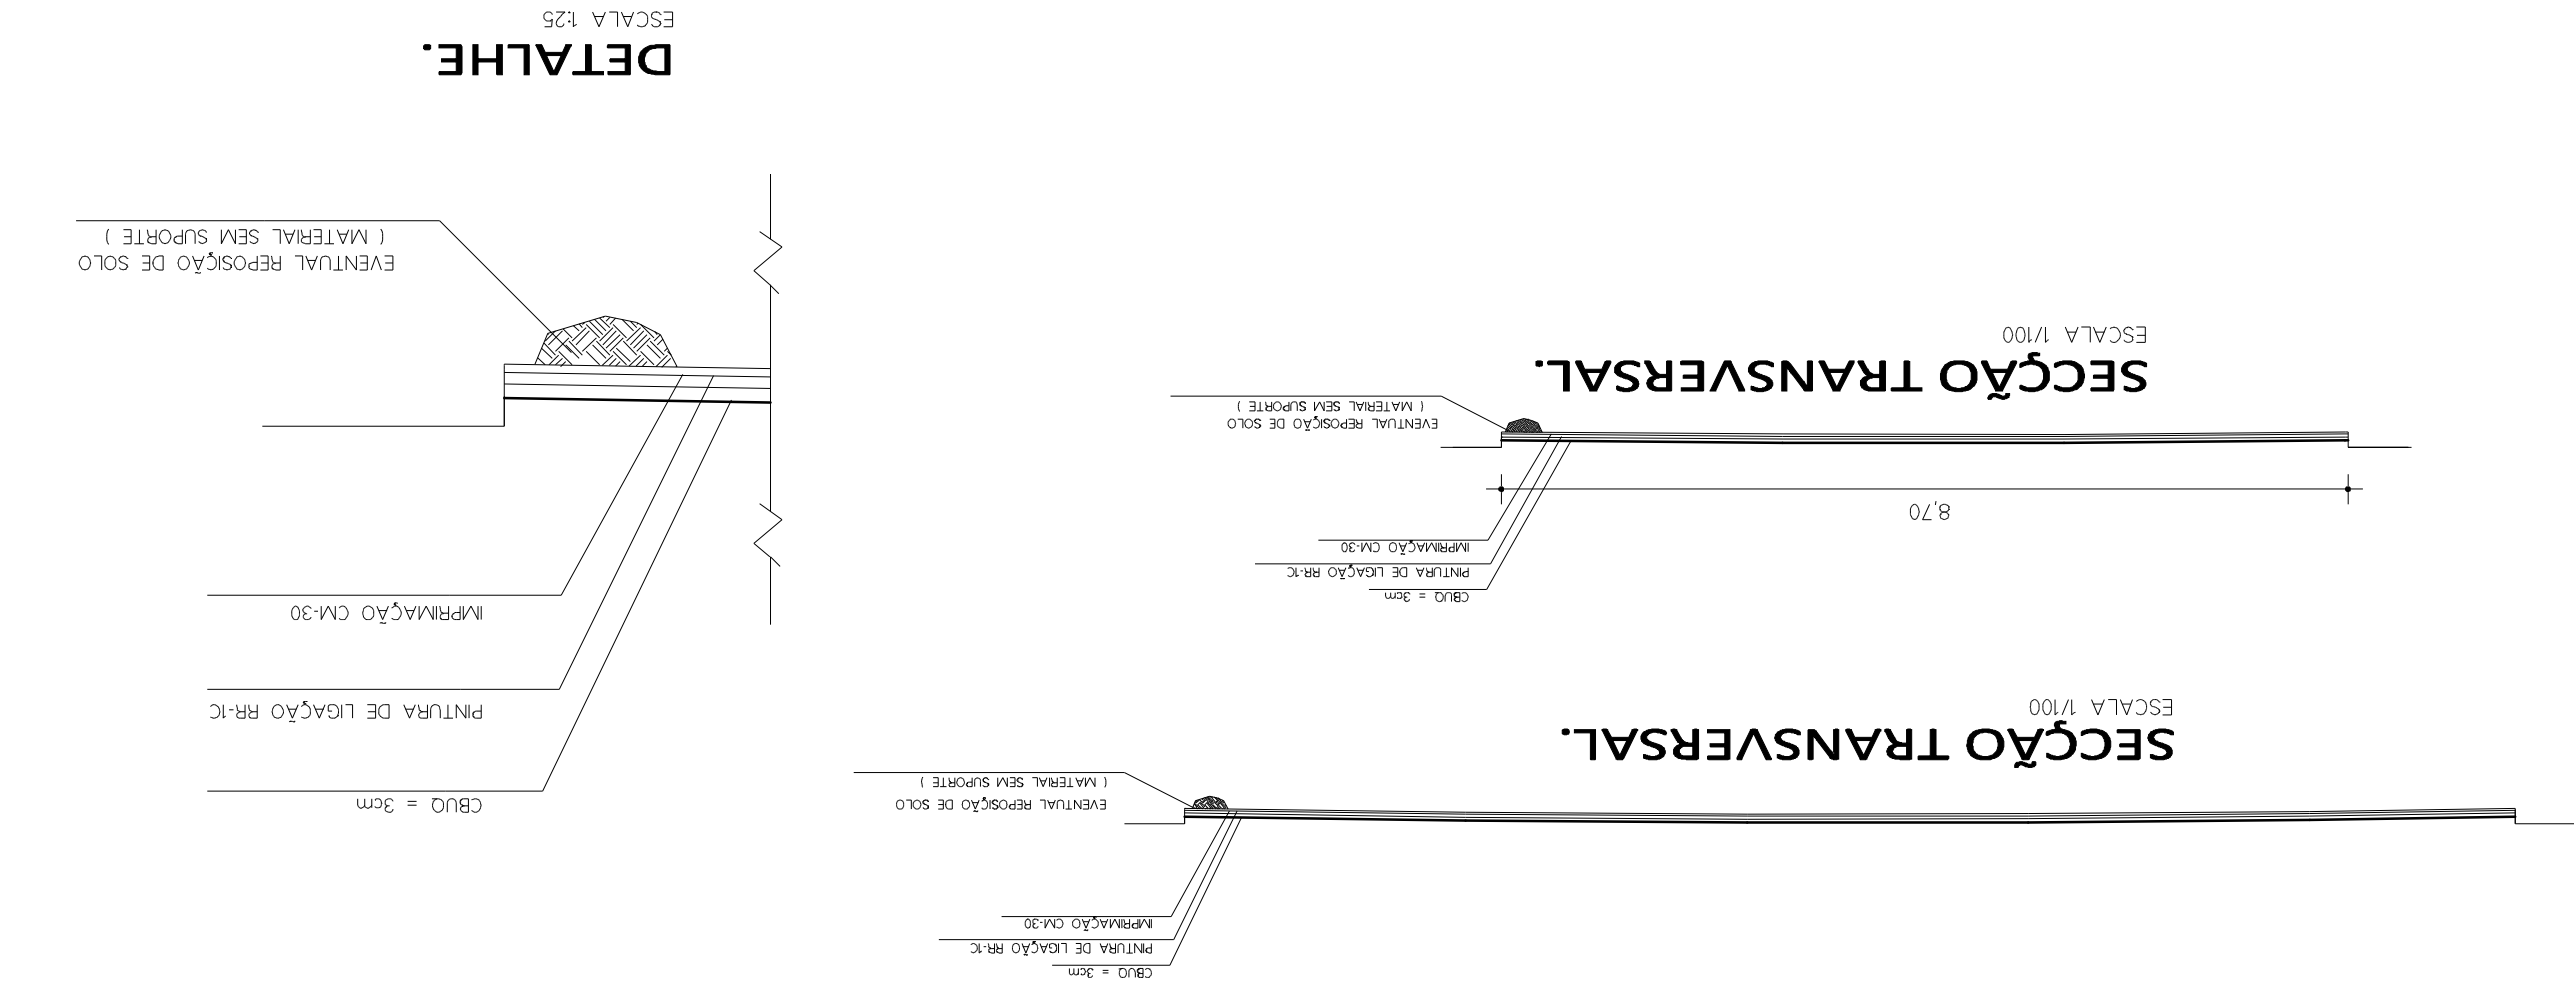 CBUQ = 3cm
PINTURA DE LIGAÇÃO RR-1C
IMPRIMAÇÃO CM-30
EVENTUAL REPOSIÇÃO DE SOLO
( MATERIAL SEM SUPORTE )
SECÇÃO TRANSVERSAL.
ESCALA 1/100
CBUQ = 3cm
PINTURA DE LIGAÇÃO RR-1C
IMPRIMAÇÃO CM-30
8,70
EVENTUAL REPOSIÇÃO DE SOLO
( MATERIAL SEM SUPORTE )
SECÇÃO TRANSVERSAL.
ESCALA 1/100
CBUQ = 3cm
PINTURA DE LIGAÇÃO RR-1C
IMPRIMAÇÃO CM-30
EVENTUAL REPOSIÇÃO DE SOLO
( MATERIAL SEM SUPORTE )
DETALHE.
ESCALA 1:25